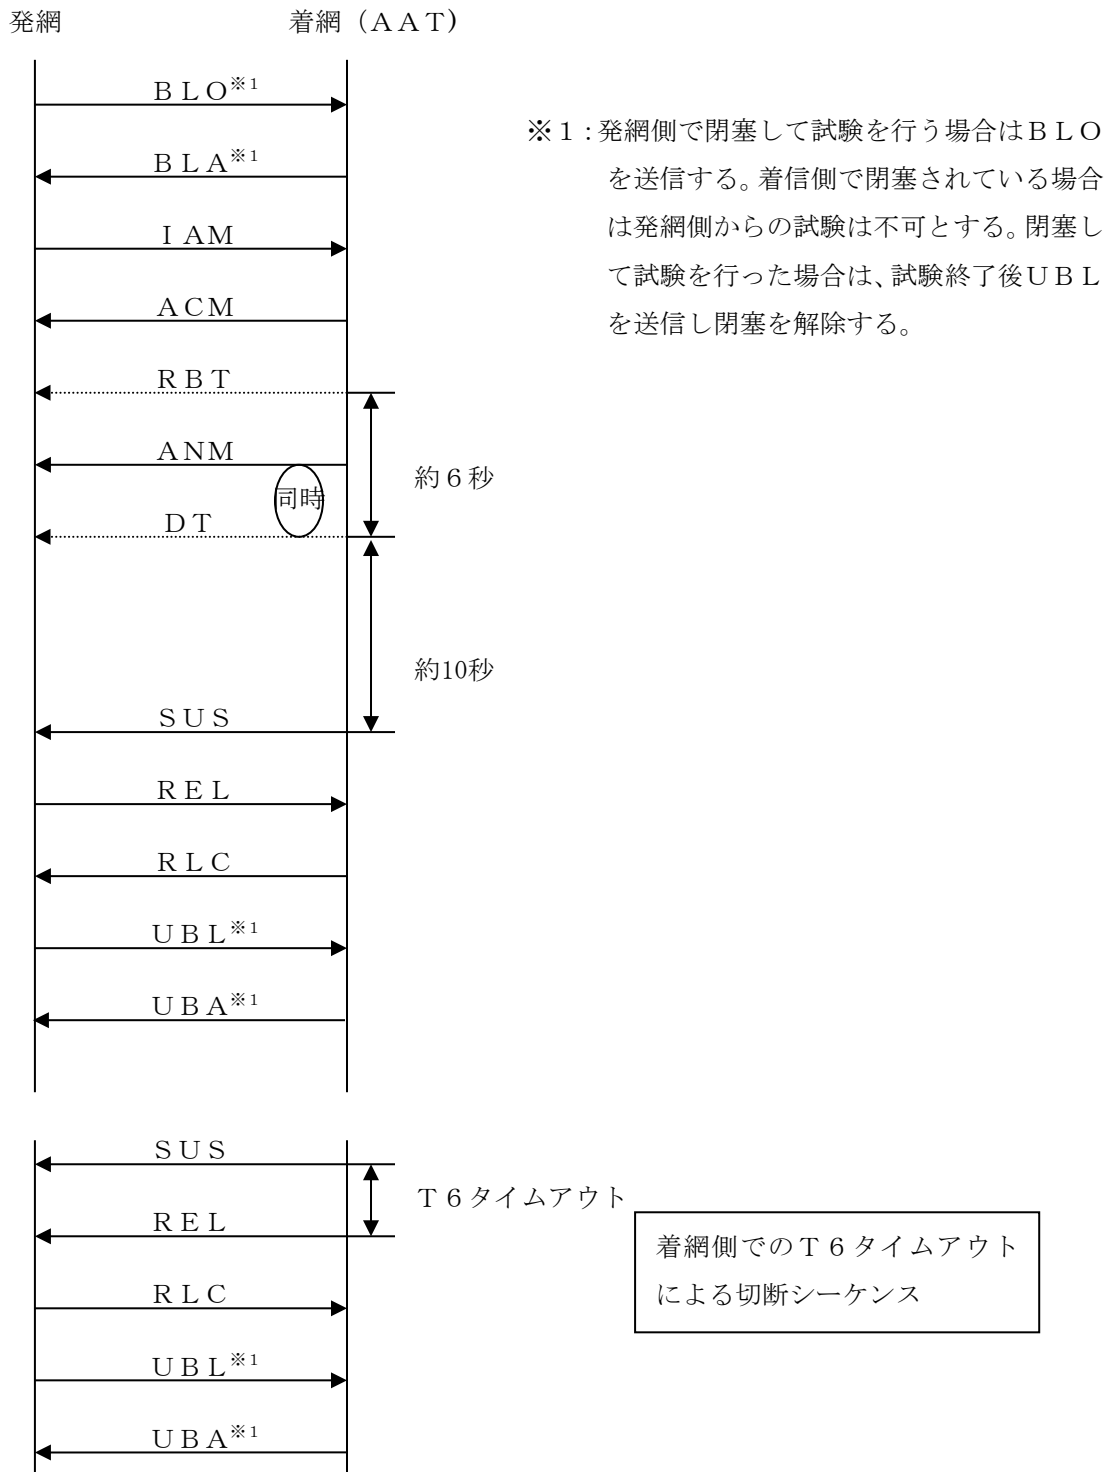 発網
着網（ＡＡＴ）
ＢＬＯ※1
ＢＬＡ※1
ＩＡＭ
ＡＣＭ
ＲＢＴ
ＡＮＭ
同時
ＤＴ
約６秒
約10秒
ＳＵＳ
ＲＥＬ
ＲＬＣ
ＵＢＬ※1
ＵＢＡ※1
※１：発網側で閉塞して試験を行う場合はＢＬＯ
を送信する。着信側で閉塞されている場合
は発網側からの試験は不可とする。閉塞し
て試験を行った場合は、試験終了後ＵＢＬ
を送信し閉塞を解除する。
ＳＵＳ
Ｔ６タイムアウト
ＲＥＬ
ＲＬＣ
ＵＢＬ※1
ＵＢＡ※1
着網側でのＴ６タイムアウト
による切断シーケンス